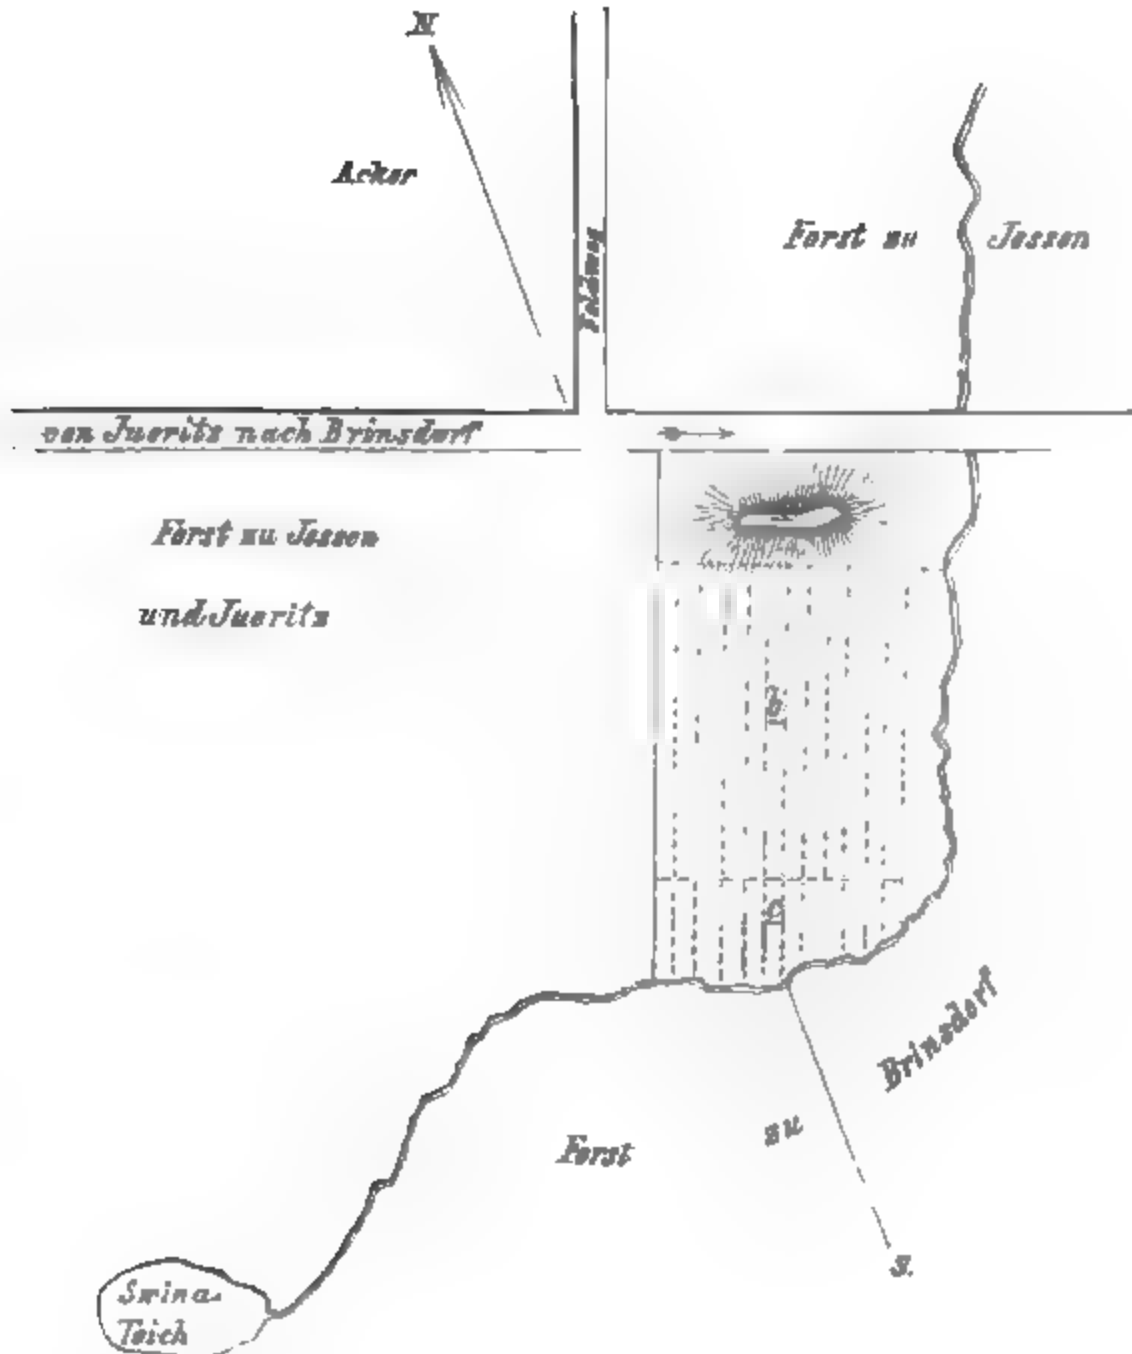 N
Acker
Feldweg
Forst zu Jessen
von Jueritz nach Brinsdorf
Forst zu Jessen
und Jueritz
b
c
Brinsdorf
zu
Forst
S.
Swina-
Teich